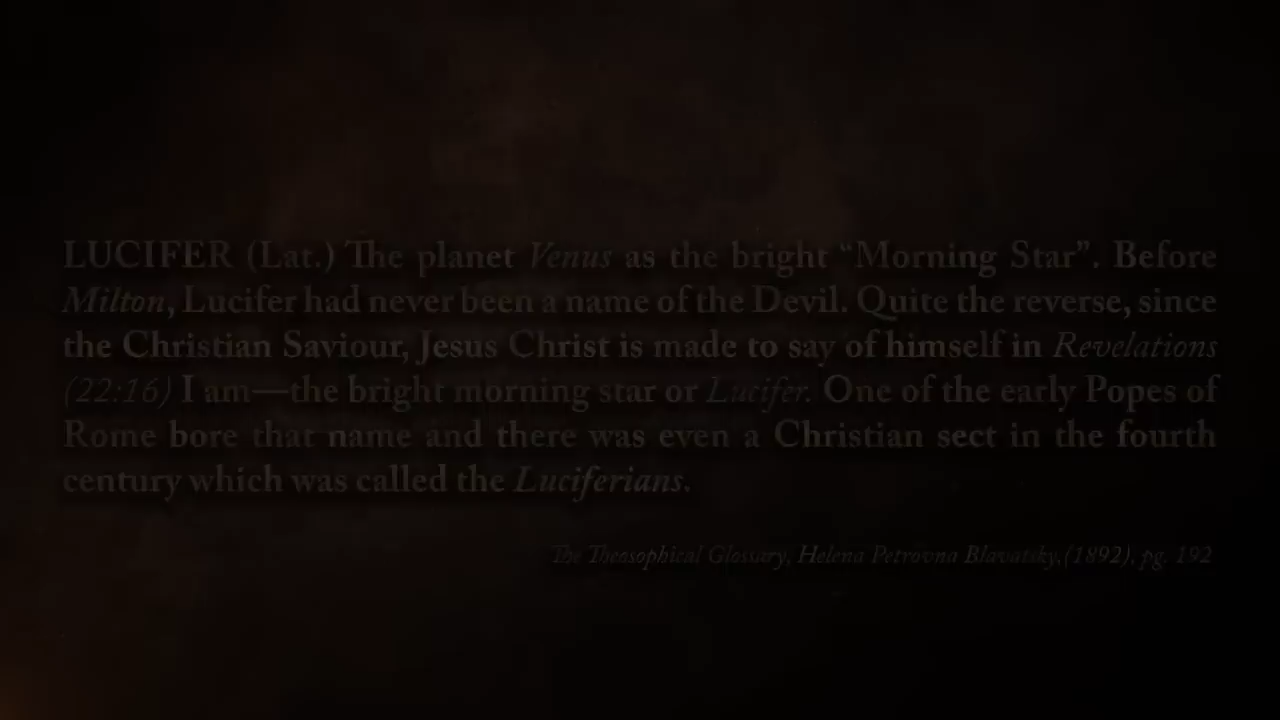 LUCIFER (Lat.) The planet Venus as the bright “Morning Star”. Before
Milton, Lucifer had never been a name of the Devil. Quite the reverse, since
the Christian Saviour, Jesus Christ is made to say of himself in Revelations
(22:16) I am—the bright morning star or Lucifer. One of the early Popes of
Rome bore that name and there was even a Christian sect in the fourth
century which was called the Luciferians.
The Theosophical Glossary, Helena Petrovna Blavatsky,(1892), pg. 192